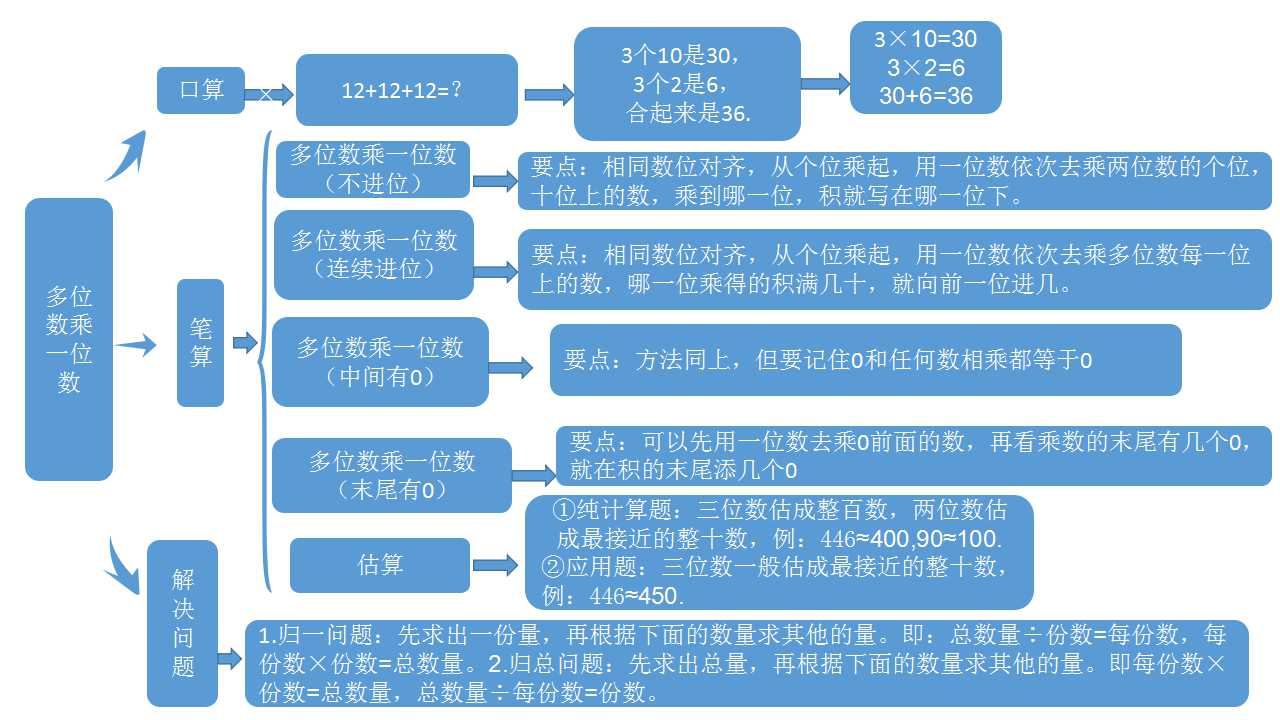 多位
数乘
一位
数
口算
×
12+12+12=?
3个10是30,
3个2是6,
合起来是36.
3×10=30
3×2=6
30+6=36
笔
算
多位数乘一位数
（不进位）
要点：相同数位对齐，从个位乘起，用一位数依次去乘两位数的个位，
十位上的数，乘到哪一位，积就写在哪一位下。
多位数乘一位数
（连续进位）
要点：相同数位对齐，从个位乘起，用一位数依次去乘多位数每一位
上的数，哪一位乘得的积满几十，就向前一位进几。
多位数乘一位数
（中间有0）
要点：方法同上，但要记住0和任何数相乘都等于0
多位数乘一位数
（末尾有0）
要点：可以先用一位数去乘0前面的数，再看乘数的末尾有几个0，
就在积的末尾添几个0
估算
①纯计算题：三位数估成整百数，两位数估
成最接近的整十数，例：446≈400,90≈100.
②应用题：三位数一般估成最接近的整十数，
例：446≈450.
解
决
问
题
1.归一问题：先求出一份量，再根据下面的数量求其他的量。即：总数量÷份数=每份数，每
份数×份数=总数量。2.归总问题：先求出总量，再根据下面的数量求其他的量。即每份数×
份数=总数量，总数量÷每份数=份数。